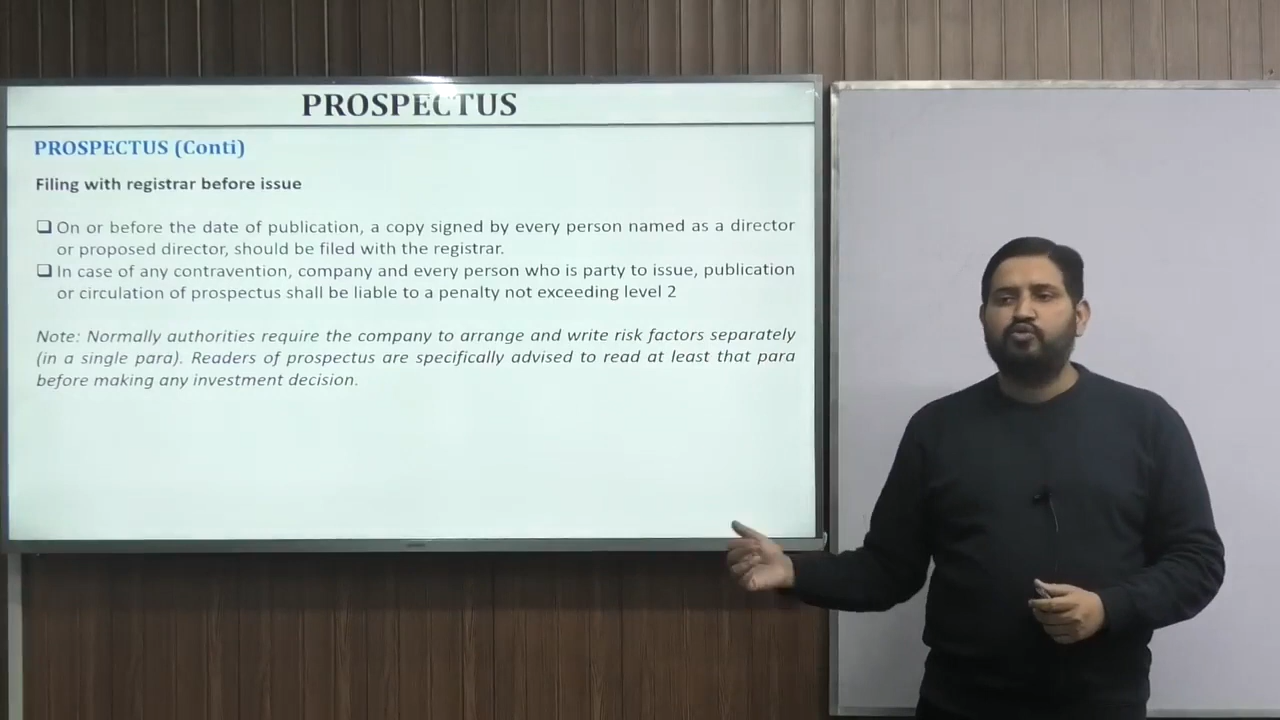 PROSPECTUS
PROSPECTUS (Conti)
Filing with registrar before issue
❑ On or before the date of publication, a copy signed by every person named as a director
or proposed director, should be filed with the registrar.
❑ In case of any contravention, company and every person who is party to issue, publication
or circulation of prospectus shall be liable to a penalty not exceeding level 2
Note: Normally authorities require the company to arrange and write risk factors separately
(in a single para). Readers of prospectus are specifically advised to read at least that para
before making any investment decision.